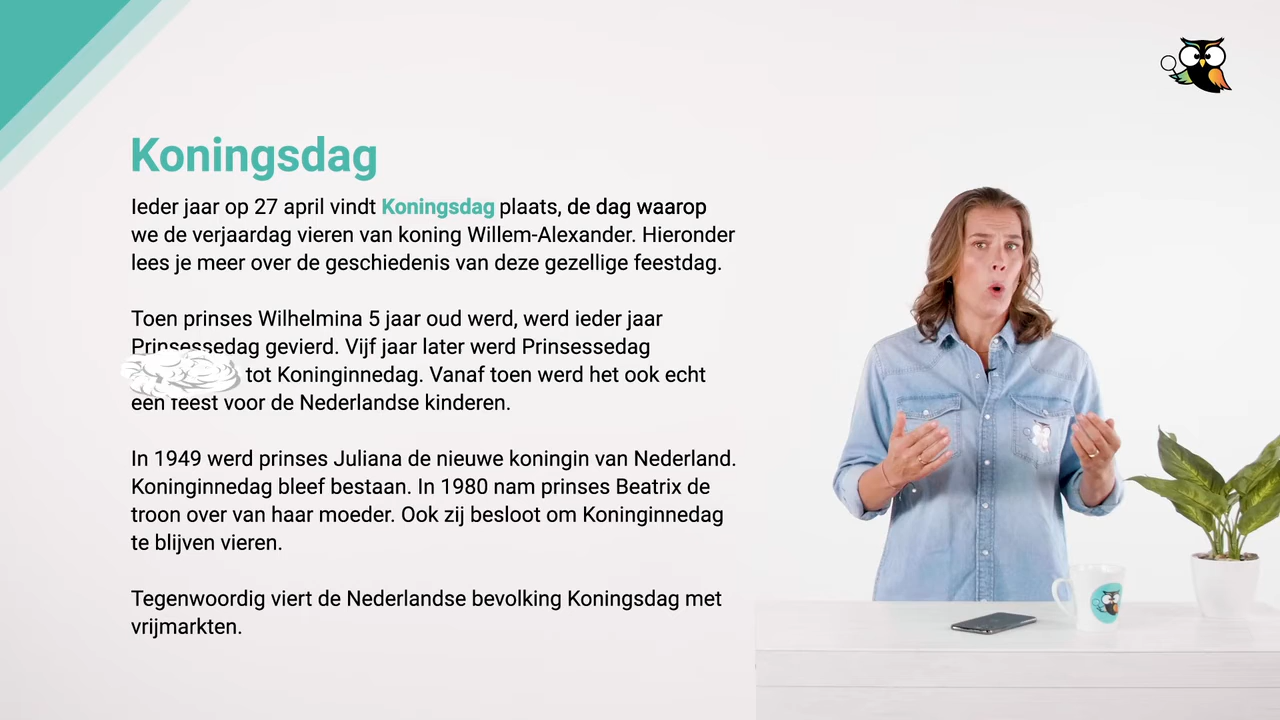 Koningsdag
Ieder jaar op 27 april vindt Koningsdag plaats, de dag waarop
we de verjaardag vieren van koning Willem-Alexander. Hieronder
lees je meer over de geschiedenis van deze gezellige feestdag.
Toen prinses Wilhelmina 5 jaar oud werd, werd ieder jaar
Prinsessedag gevierd. Vijf jaar later werd Prinsessedag
tot Koninginnedag. Vanaf toen werd het ook echt
een feest voor de Nederlandse kinderen.
In 1949 werd prinses Juliana de nieuwe koningin van Nederland.
Koninginnedag bleef bestaan. In 1980 nam prinses Beatrix de
troon over van haar moeder. Ook zij besloot om Koninginnedag
te blijven vieren.
Tegenwoordig viert de Nederlandse bevolking Koningsdag met
vrijmarkten.